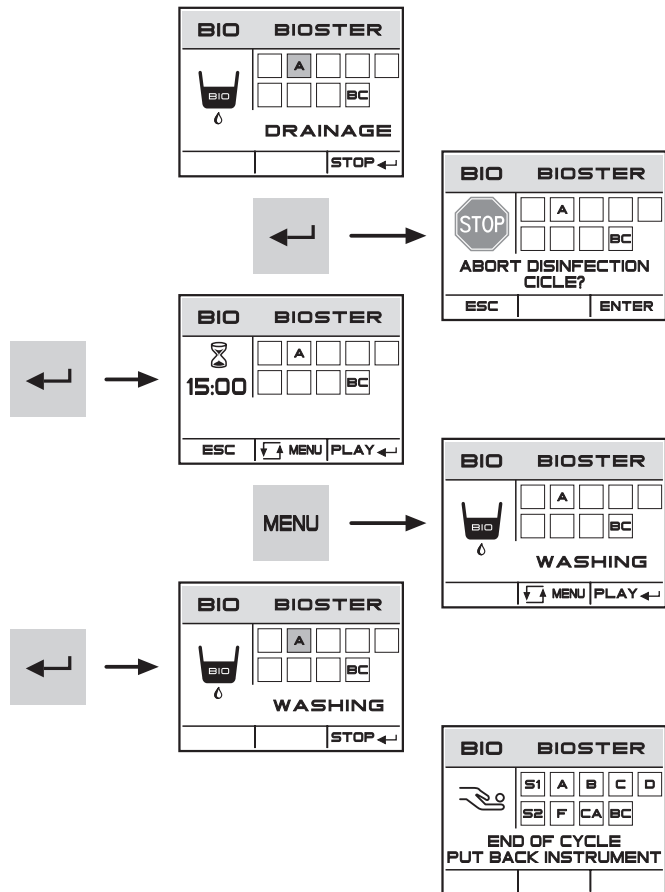 BIO BIOSTER
A
BIO
BC
DRAINAGE
STOP
BIO BIOSTER
STOP
A
BC
ABORT DISINFECTION
CICLE?
ESC ENTER
BIO BIOSTER
A
15:00
BC
ESC MENU PLAY
MENU
BIO BIOSTER
A
BIO
BC
WASHING
MENU PLAY
BIO BIOSTER
A
BIO
BC
WASHING
STOP
BIO BIOSTER
S1 A B C D
S2 F CA BC
END OF CYCLE
PUT BACK INSTRUMENT